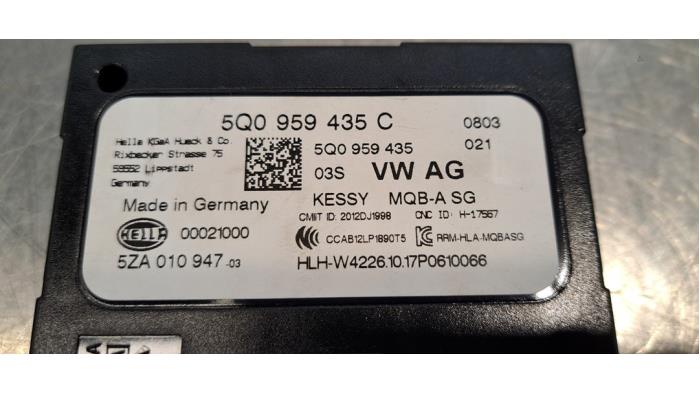 5Q0 959 435 C
0803
Hella KGaA Hueck & Co.
Rixbecker Strasse 75
59552 Lippstadt
Germany
5Q0 959 435
021
03S VW AG
KESSY MQB-A SG
Made in Germany
CMIIT ID: 2012DJ1998 CNC ID: H-17567
HELLA
00021000
CCAB12LP1890T5
RRM-HLA-MQBASG
5ZA 010 947-03
HLH-W4226.10.17P0610066